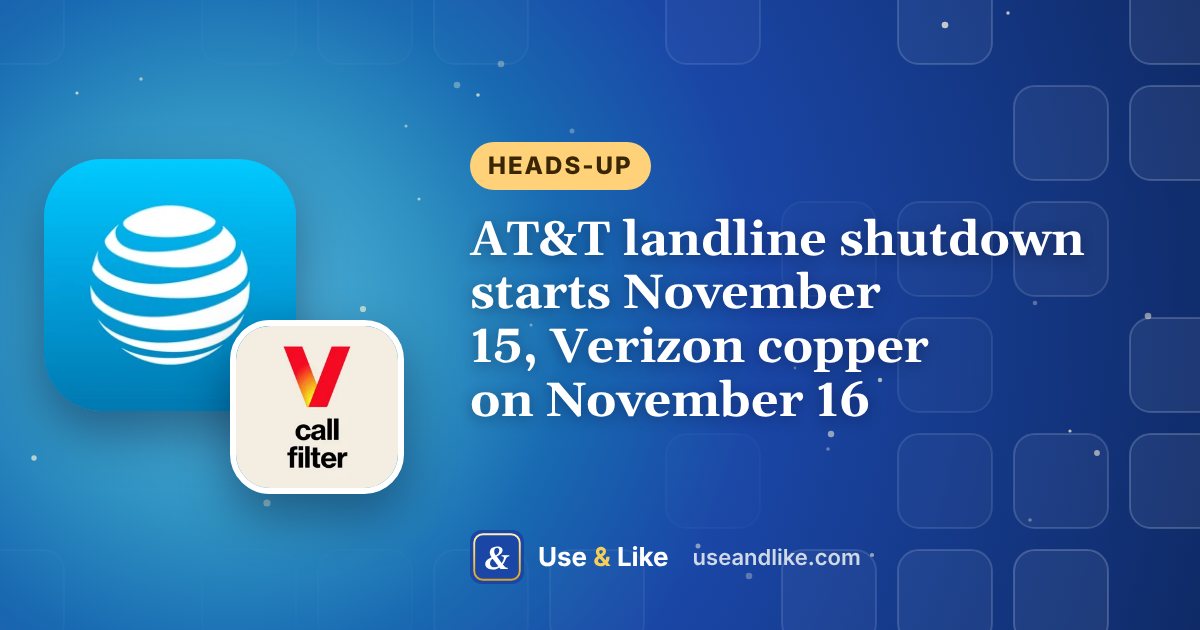 HEADS-UP
AT&T landline shutdown
starts November
15, Verizon copper
on November 16
V
call
filter
&
Use & Like
useandlike.com